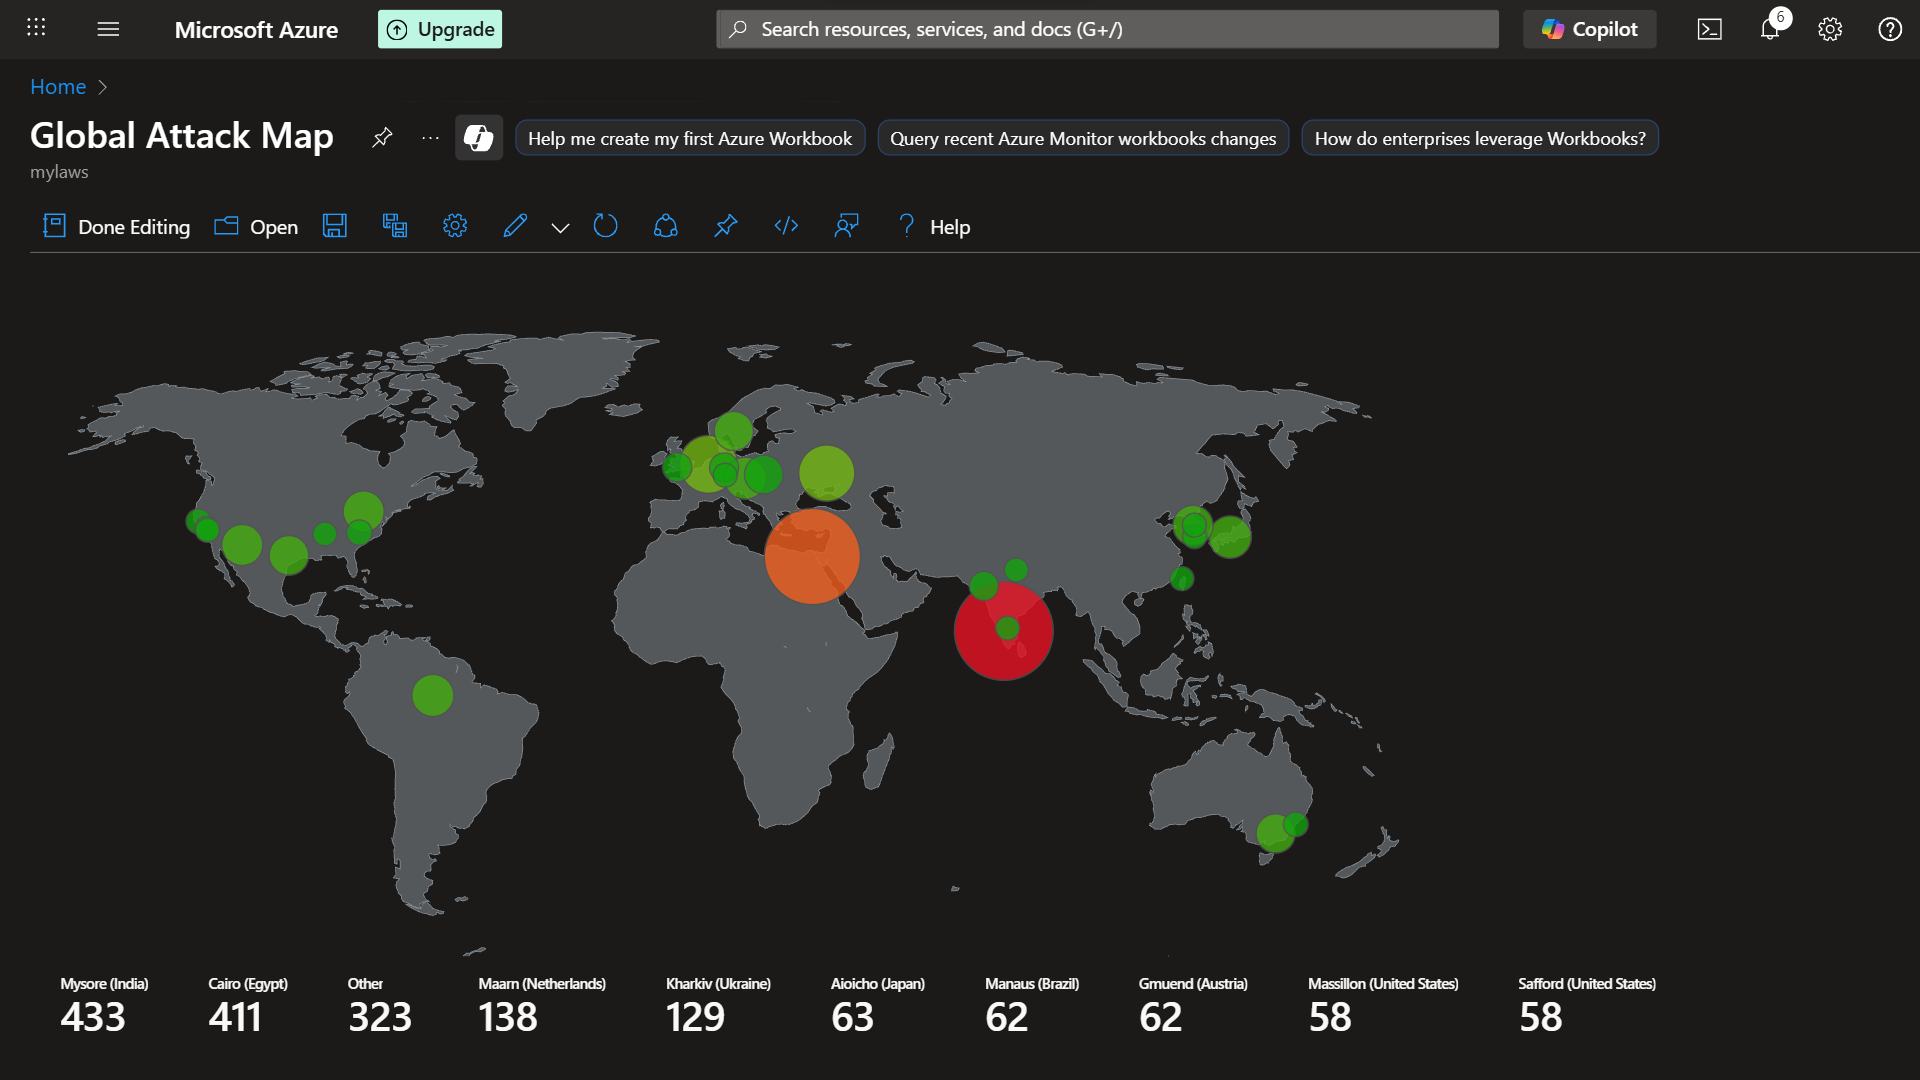 Microsoft Azure
Upgrade
Search resources, services, and docs (G+/)
Copilot
6
Home
Global Attack Map
Help me create my first Azure Workbook
Query recent Azure Monitor workbooks changes
How do enterprises leverage Workbooks?
mylaws
Done Editing
Open
Help
Mysore (India)
433
Cairo (Egypt)
411
Other
323
Maarn (Netherlands)
138
Kharkiv (Ukraine)
129
Aioicho (Japan)
63
Manaus (Brazil)
62
Gmuend (Austria)
62
Massillon (United States)
58
Safford (United States)
58